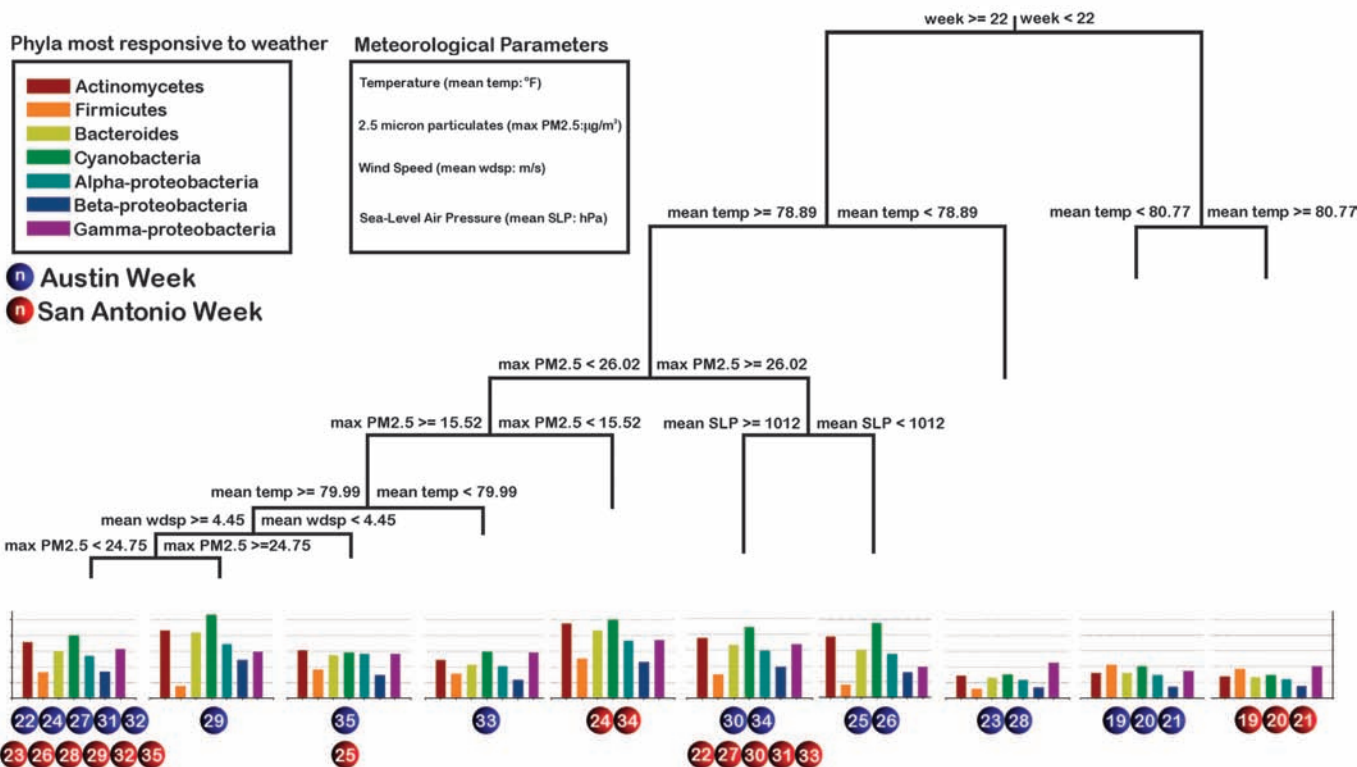 week >= 22 week < 22
Phyla most responsive to weather
Actinomycetes
Firmicutes
Bacteroides
Cyanobacteria
Alpha-proteobacteria
Beta-proteobacteria
Gamma-proteobacteria
n Austin Week
n San Antonio Week
Meteorological Parameters
Temperature (mean temp:°F)
2.5 micron particulates (max PM2.5:µg/m³)
Wind Speed (mean wdsp: m/s)
Sea-Level Air Pressure (mean SLP: hPa)
mean temp >= 78.89 mean temp < 78.89 mean temp < 80.77 mean temp >= 80.77
max PM2.5 < 26.02 max PM2.5 >= 26.02
max PM2.5 >= 15.52 max PM2.5 < 15.52 mean SLP >= 1012 mean SLP < 1012
mean temp >= 79.99 mean temp < 79.99
mean wdsp >= 4.45 mean wdsp < 4.45
max PM2.5 < 24.75 max PM2.5 >=24.75
22 24 27 31 32 29 35 33 24 34 30 34 25 26 23 28 19 20 21 19 20 21
23 26 28 29 32 35 25 22 27 30 31 33